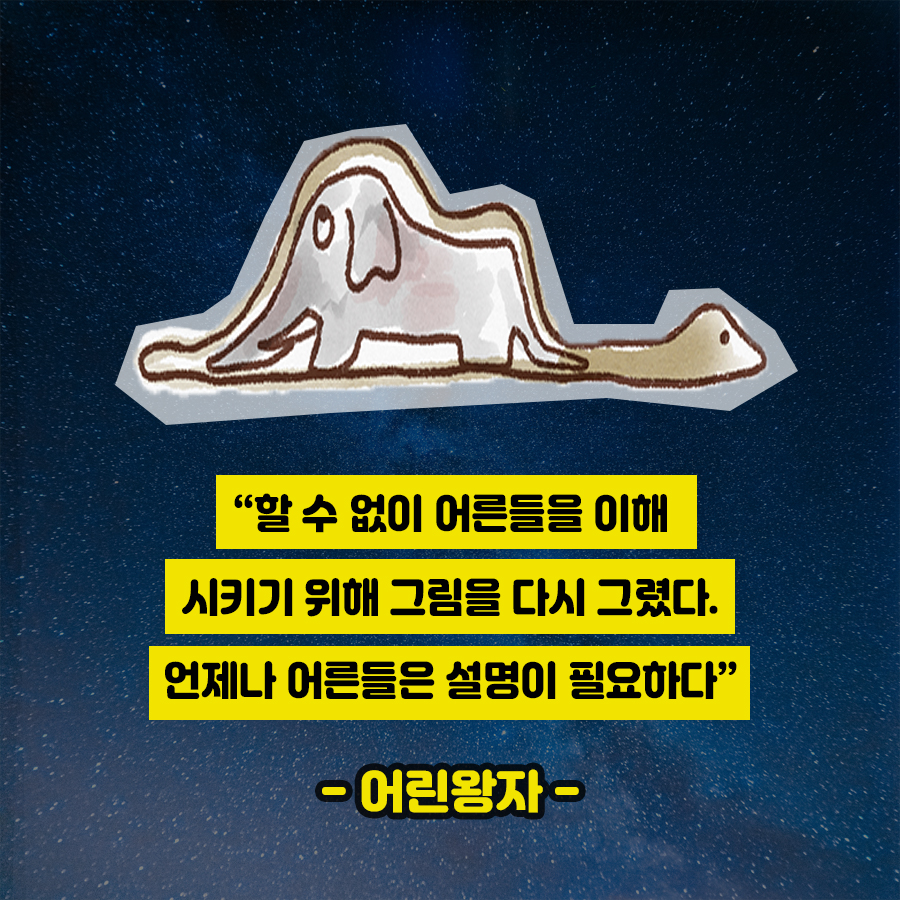 “할 수 없이 어른들을 이해
시키기 위해 그림을 다시 그렸다.
언제나 어른들은 설명이 필요하다”
- 어린왕자 -